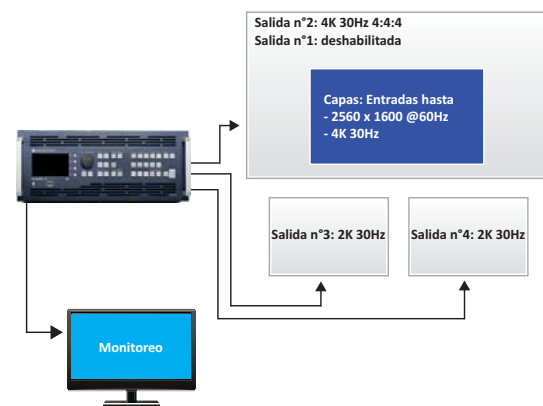 Salida n°2: 4K 30Hz 4:4:4
Salida n°1: deshabilitada
Capas: Entradas hasta
- 2560 x 1600 @60Hz
- 4K 30Hz
Salida n°3: 2K 30Hz
Salida n°4: 2K 30Hz
Monitoreo